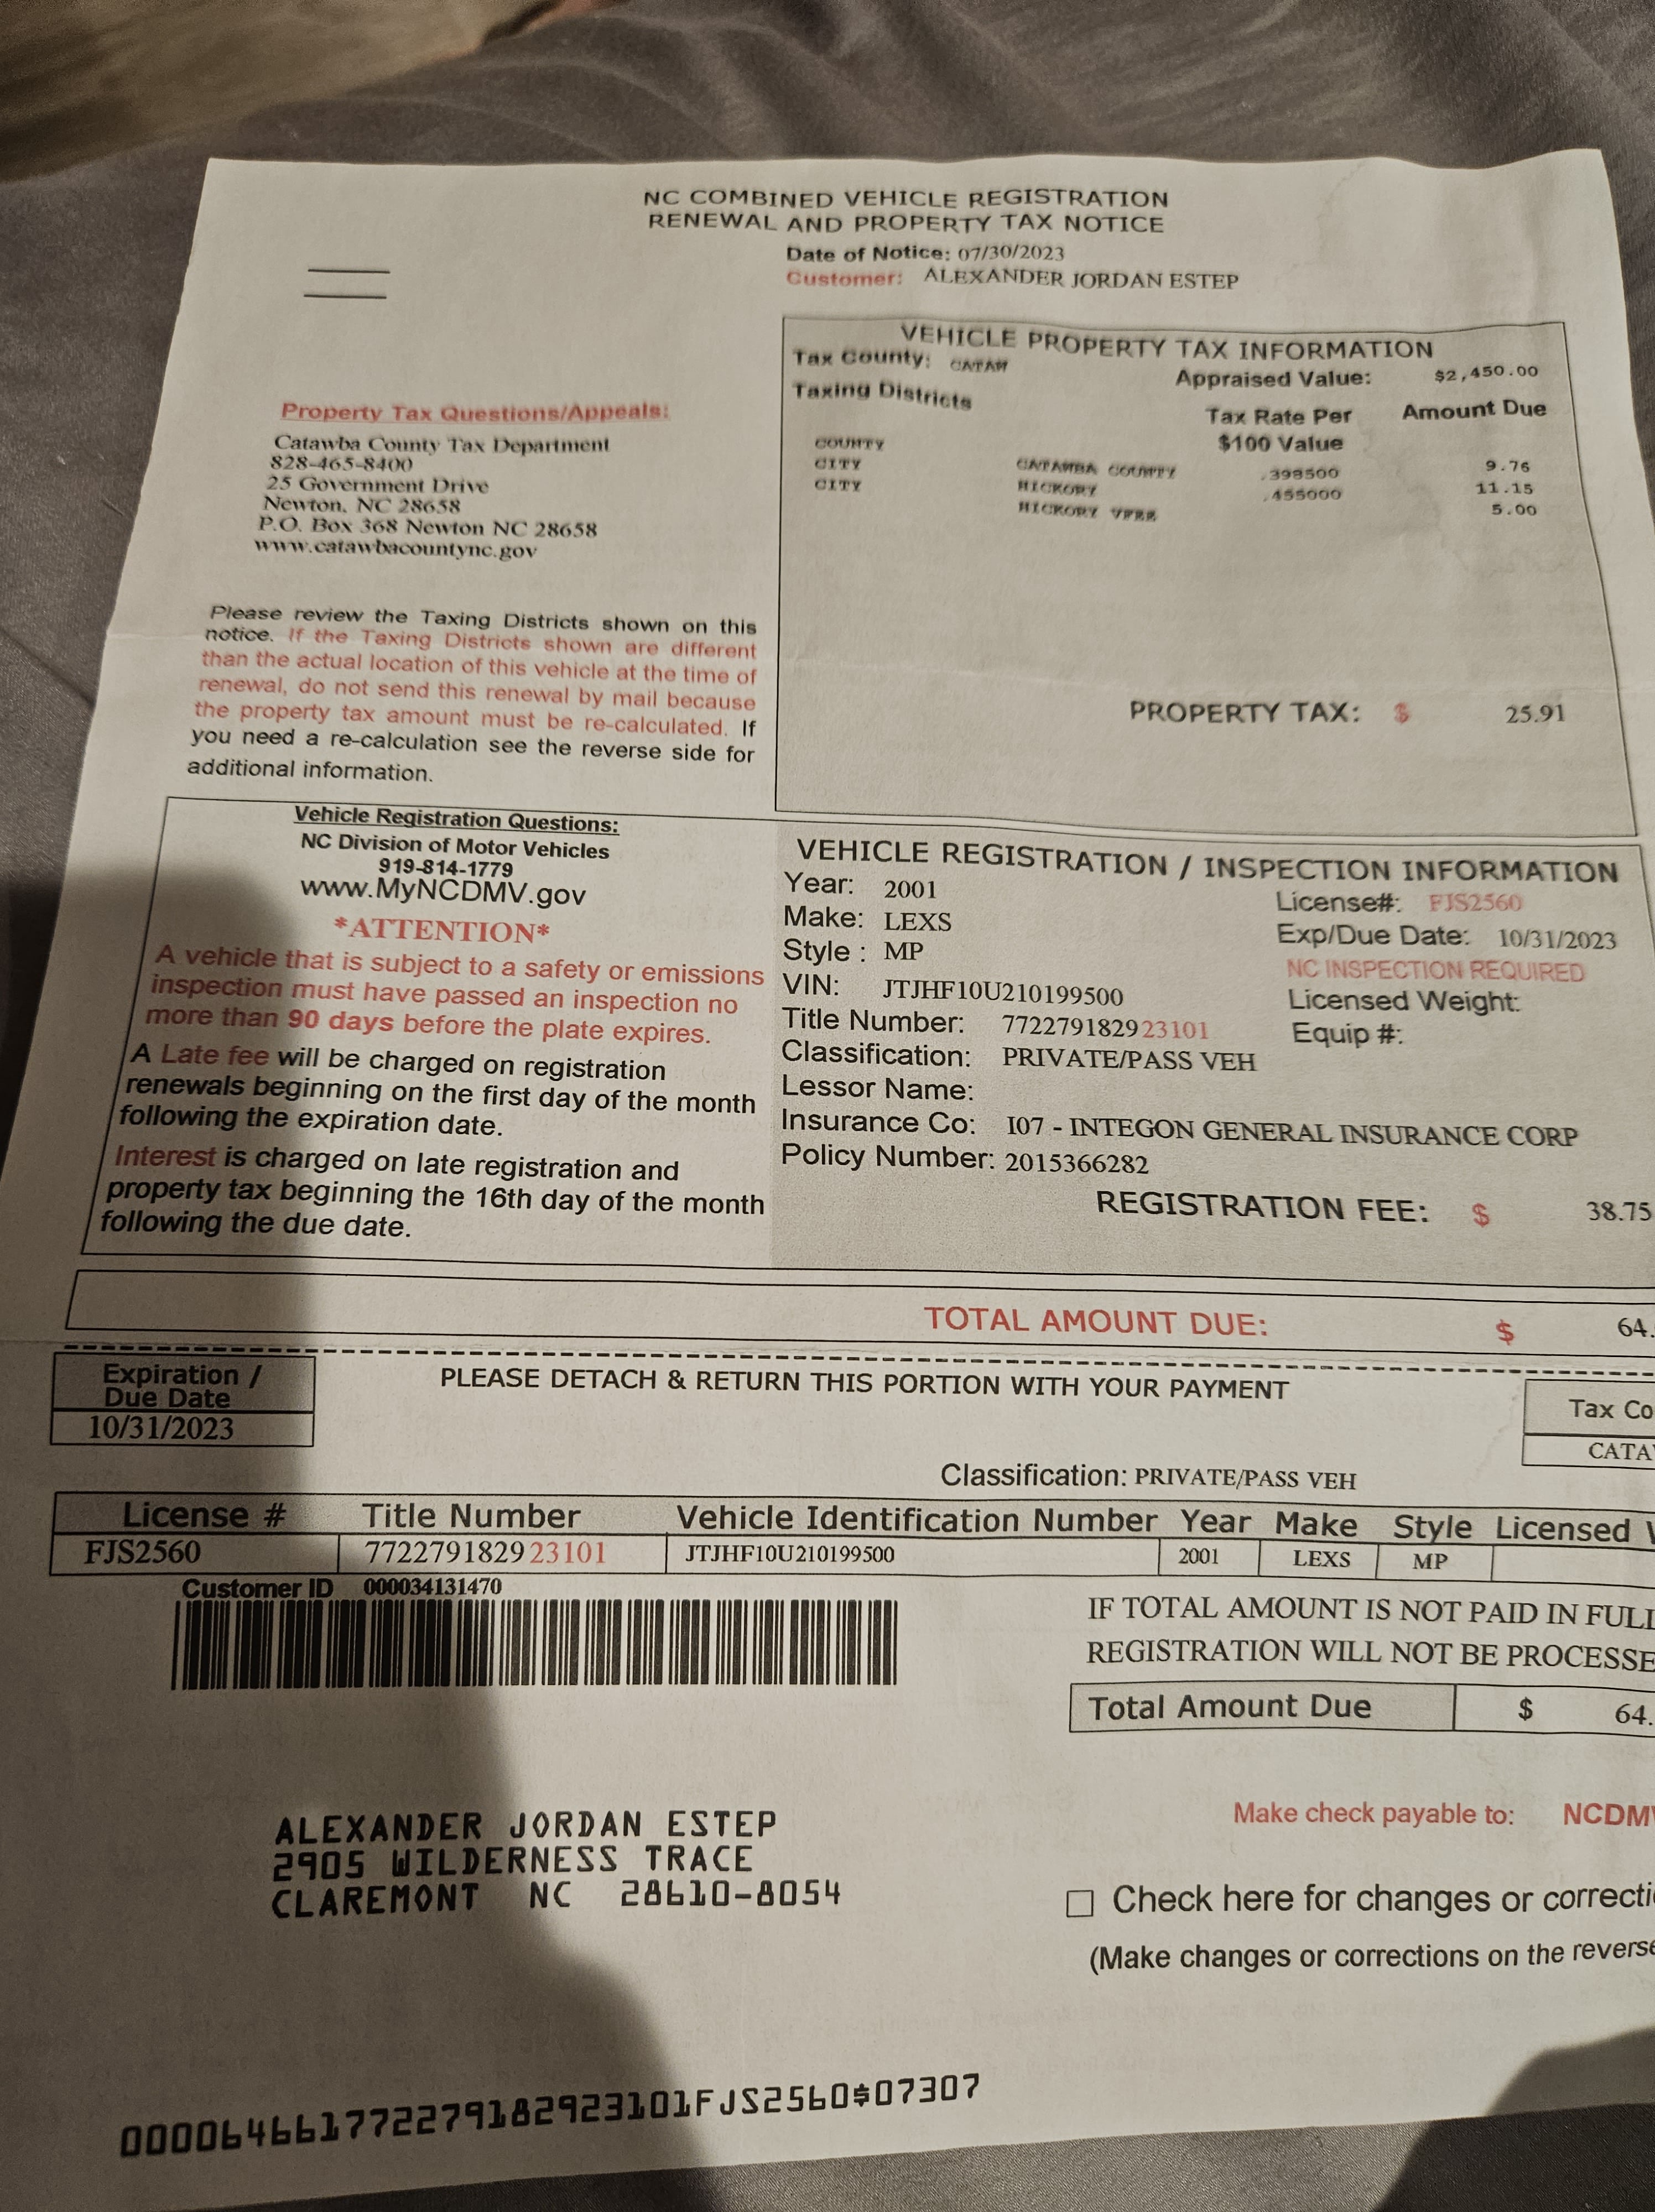 NC COMBINED VEHICLE REGISTRATION
RENEWAL AND PROPERTY TAX NOTICE
Date of Notice: 07/30/2023
Customer: ALEXANDER JORDAN ESTEP
VEHICLE PROPERTY TAX INFORMATION
Tax County: CATAW
Appraised Value: $2,450.00
Taxing Districts
Tax Rate Per $100 Value
Amount Due
COUNTY CATAWBA COUNTY .398500 9.76
CITY HICKORY .455000 11.15
CITY HICKORY VFEE 5.00
PROPERTY TAX: $ 25.91
Property Tax Questions/Appeals:
Catawba County Tax Department
828-465-8400
25 Government Drive
Newton, NC 28658
P.O. Box 368 Newton NC 28658
www.catawbacountync.gov
Please review the Taxing Districts shown on this
notice. If the Taxing Districts shown are different
than the actual location of this vehicle at the time of
renewal, do not send this renewal by mail because
the property tax amount must be re-calculated. If
you need a re-calculation see the reverse side for
additional information.
Vehicle Registration Questions:
NC Division of Motor Vehicles
919-814-1779
www.MyNCDMV.gov
*ATTENTION*
A vehicle that is subject to a safety or emissions
inspection must have passed an inspection no
more than 90 days before the plate expires.
A Late fee will be charged on registration
renewals beginning on the first day of the month
following the expiration date.
Interest is charged on late registration and
property tax beginning the 16th day of the month
following the due date.
VEHICLE REGISTRATION / INSPECTION INFORMATION
Year: 2001
License#: FJS2560
Make: LEXS
Exp/Due Date: 10/31/2023
Style : MP
NC INSPECTION REQUIRED
VIN: JTJHF10U210199500
Licensed Weight:
Title Number: 772279182923101
Equip #:
Classification: PRIVATE/PASS VEH
Lessor Name:
Insurance Co: I07 - INTEGON GENERAL INSURANCE CORP
Policy Number: 2015366282
REGISTRATION FEE: $ 38.75
TOTAL AMOUNT DUE: $ 64.
Expiration /
Due Date
10/31/2023
PLEASE DETACH & RETURN THIS PORTION WITH YOUR PAYMENT
Tax Co
CATA
Classification: PRIVATE/PASS VEH
License # Title Number Vehicle Identification Number Year Make Style Licensed
FJS2560 772279182923101 JTJHF10U210199500 2001 LEXS MP
Customer ID 000034131470
IF TOTAL AMOUNT IS NOT PAID IN FULL
REGISTRATION WILL NOT BE PROCESSE
Total Amount Due $ 64.
ALEXANDER JORDAN ESTEP
2905 WILDERNESS TRACE
CLAREMONT NC 28610-8054
Make check payable to: NCDMV
Check here for changes or correcti
(Make changes or corrections on the reverse
000064661772279182923101FJS2560$07307